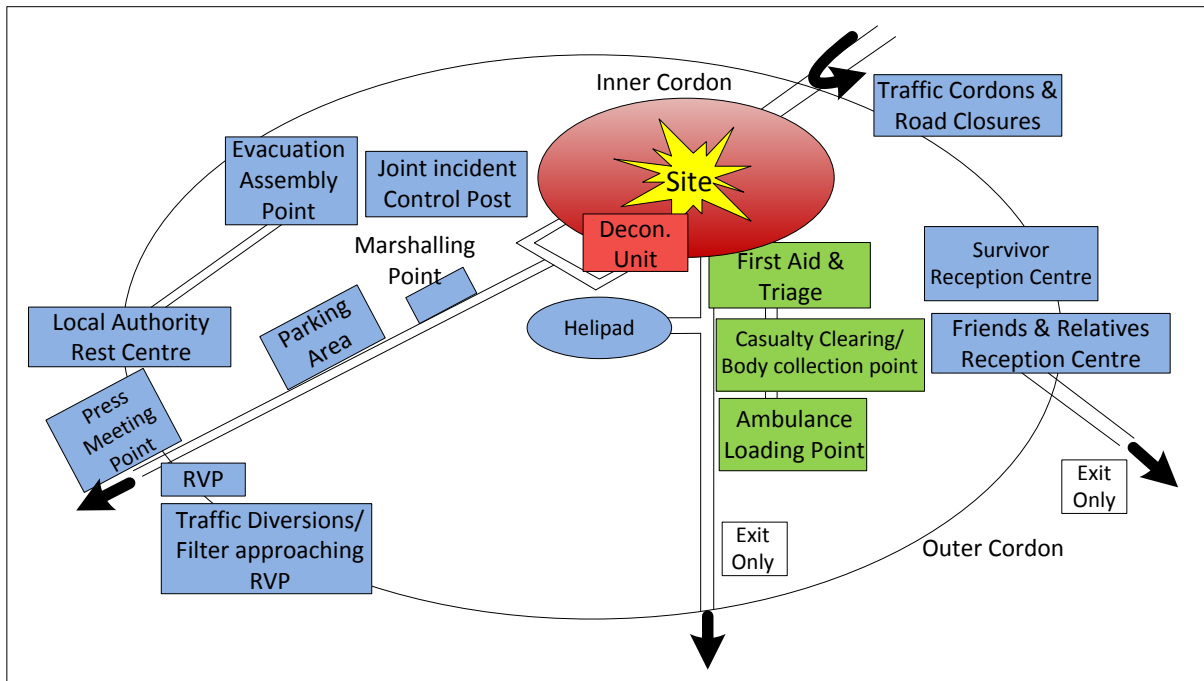 Inner Cordon
Traffic Cordons &
Road Closures
Evacuation
Assembly
Point
Joint incident
Control Post
Site
Decon.
Unit
Marshalling
Point
First Aid &
Triage
Survivor
Reception Centre
Local Authority
Rest Centre
Parking
Area
Helipad
Casualty Clearing/
Body collection point
Friends & Relatives
Reception Centre
Press
Meeting
Point
Ambulance
Loading Point
RVP
Exit
Only
Traffic Diversions/
Filter approaching
RVP
Exit
Only
Outer Cordon